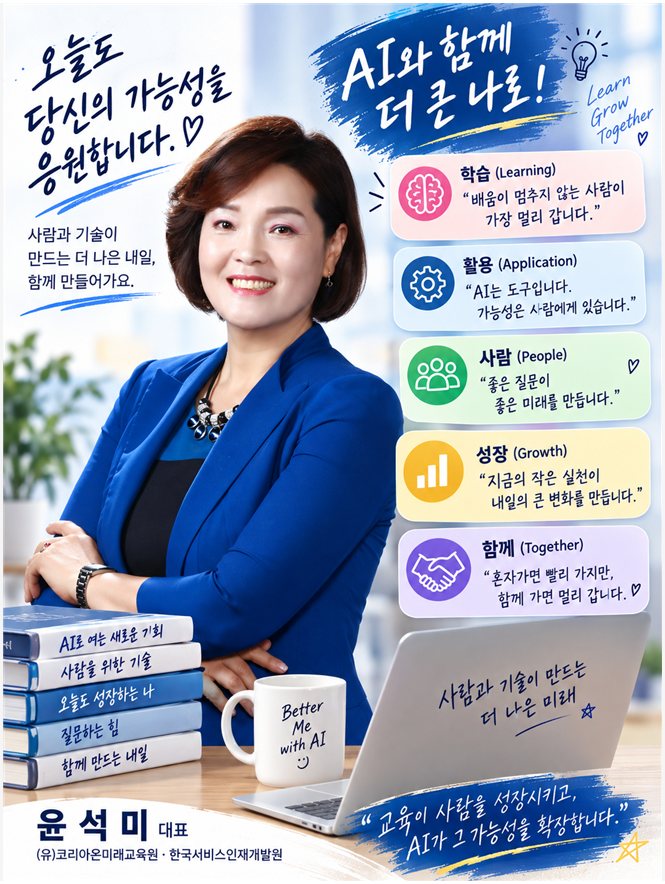 오늘도
당신의 가능성을
응원합니다.
사람과 기술이
만드는 더 나은 내일,
함께 만들어가요.
AI와 함께
더 큰 나로!
Learn
Grow
Together
학습 (Learning)
“배움이 멈추지 않는 사람이
가장 멀리 갑니다.”
활용 (Application)
“AI는 도구입니다.
가능성은 사람에게 있습니다.”
사람 (People)
“좋은 질문이
좋은 미래를 만듭니다.”
성장 (Growth)
“지금의 작은 실천이
내일의 큰 변화를 만듭니다.”
함께 (Together)
“혼자가면 빨리 가지만,
함께 가면 멀리 갑니다.
AI로 여는 새로운 기회
사람을 위한 기술
오늘도 성장하는 나
질문하는 힘
함께 만드는 내일
Better
Me
with AI
사람과 기술이 만드는
더 나은 미래
윤석미 대표
(유)코리아온미래교육원 · 한국서비스인재개발원
“교육이 사람을 성장시키고,
AI가 그 가능성을 확장합니다.”